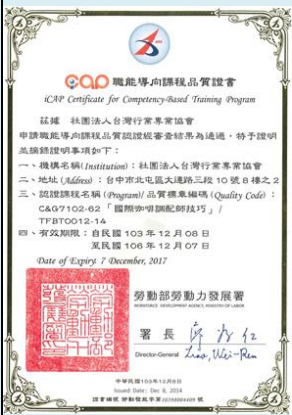 iCAP 職能導向課程品質證書
iCAP Certificate for Competency-Based Training Program
茲據 社團法人台灣行業專業協會
申請職能導向課程品質認證經審查結果為通過,特予證明
並摘錄證明事項如下:
一、機構名稱(Institution):社團法人台灣行業專業協會
二、地址(Address):台中市北屯區大連路三段10號8樓之2
三、認證課程名稱(Program)/品質標章編碼(Quality Code):
C&G7102-62「國際咖啡調配師技巧」/
TFBT0012-14
四、有效期限:自民國103年12月08日
至民國106年12月07日
Date of Expiry: 7 December, 2017
勞動部勞動力發展署
WORKFORCE DEVELOPMENT AGENCY, MINISTRY OF LABOR
署長
Director-General Liao, Wei-Ren
中華民國103年12月8日
Issued Date: Dec 8, 2014